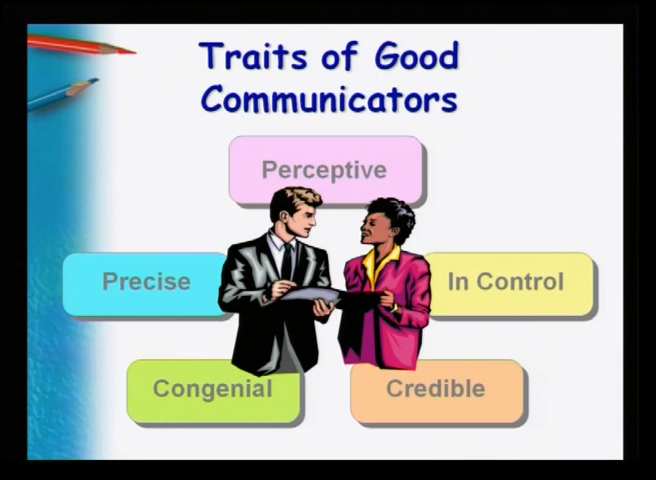 Traits of Good
Communicators
Perceptive
Precise
In Control
Congenial
Credible